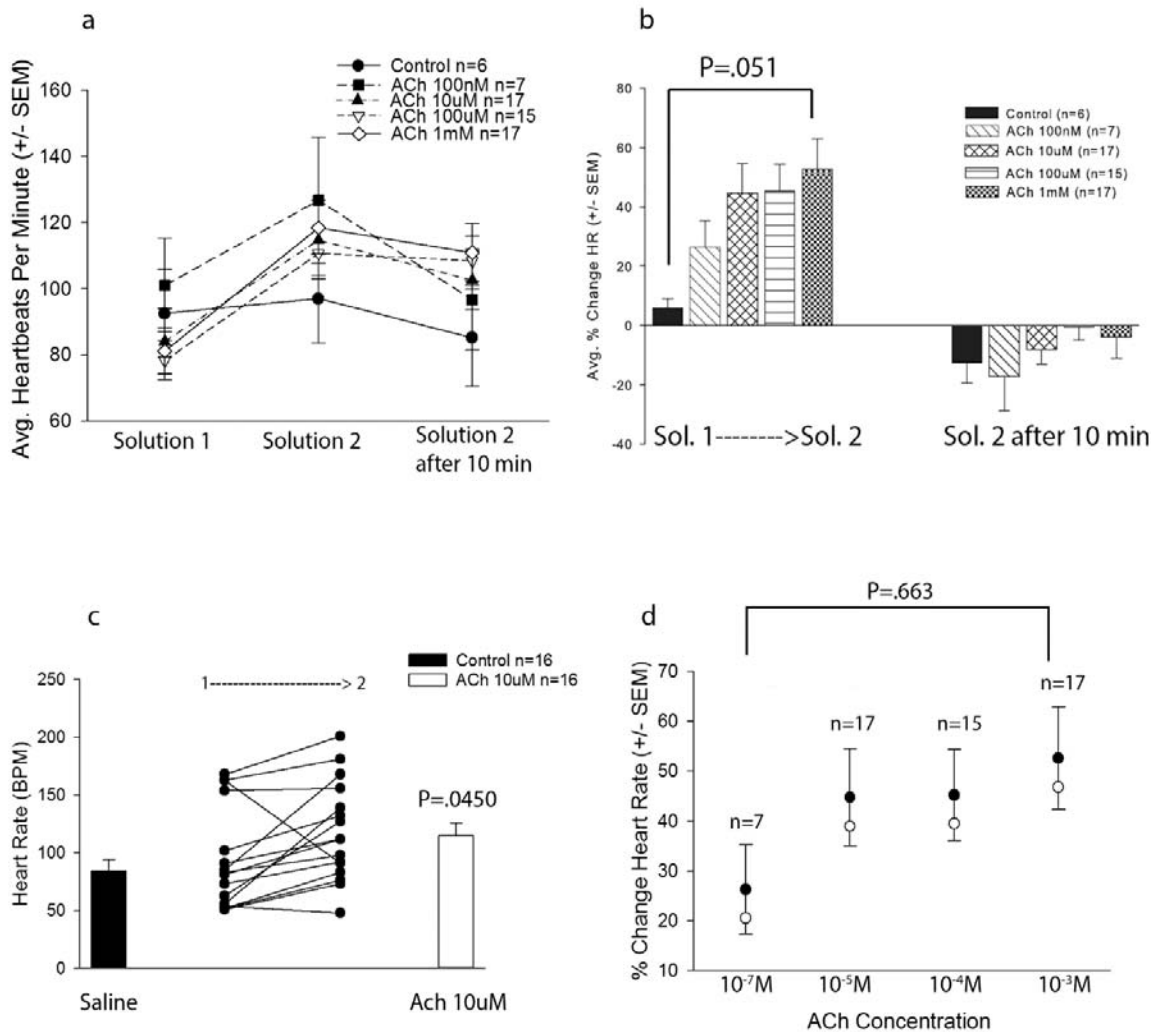 a
Control n=6
ACh 100nM n=7
ACh 10uM n=17
ACh 100uM n=15
ACh 1mM n=17
Avg. Heartbeats Per Minute (+/- SEM)
160
140
120
100
80
60
Solution 1
Solution 2
Solution 2
after 10 min
b
P=.051
Control (n=6)
ACh 100nM (n=7)
ACh 10uM (n=17)
ACh 100uM (n=15)
ACh 1mM (n=17)
Avg. % Change HR (+/- SEM)
80
60
40
20
0
-20
-40
Sol. 1------------>Sol. 2
Sol. 2 after 10 min
c
Control n=16
ACh 10uM n=16
Heart Rate (BPM)
250
200
150
100
50
0
1--------------------> 2
P=.0450
Saline
Ach 10uM
d
P=.663
% Change Heart Rate (+/- SEM)
70
60
50
40
30
20
10
n=7
n=17
n=15
n=17
10⁻⁷M
10⁻⁵M
10⁻⁴M
10⁻³M
ACh Concentration